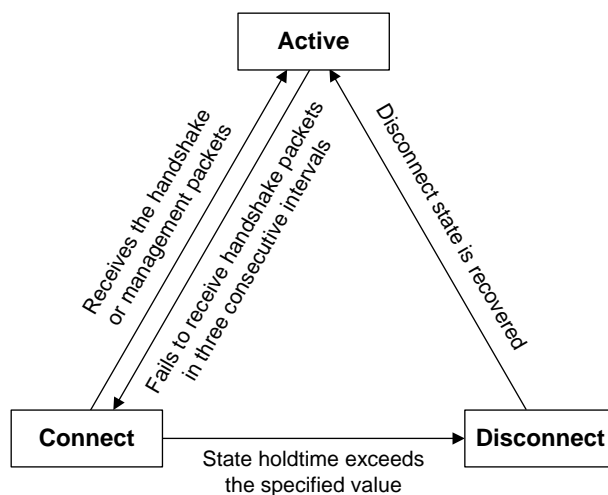 Active
Receives the handshake
or management packets
Fails to receive handshake packets
in three consecutive intervals
Disconnect state is recovered
Connect
Disconnect
State holdtime exceeds
the specified value